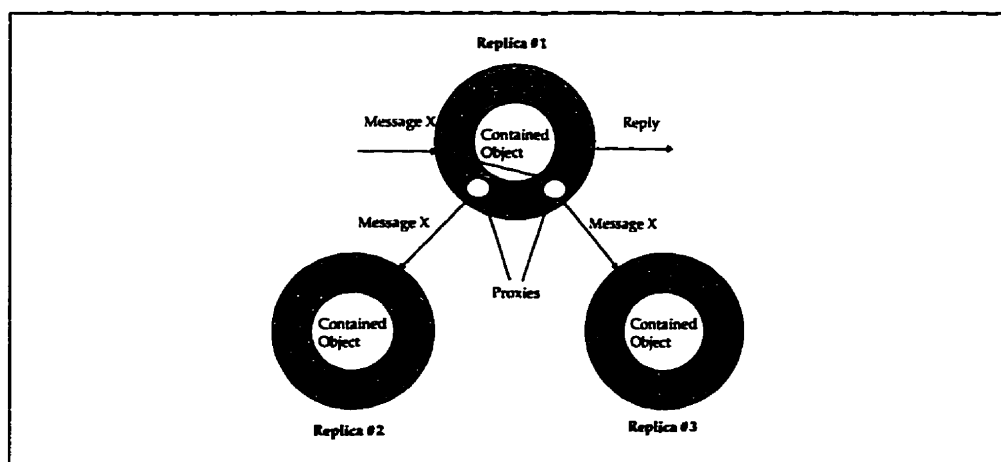 Replica #1
Message X
Reply
Contained
Object
Message X
Message X
Proxies
Contained
Object
Contained
Object
Replica #2
Replica #3